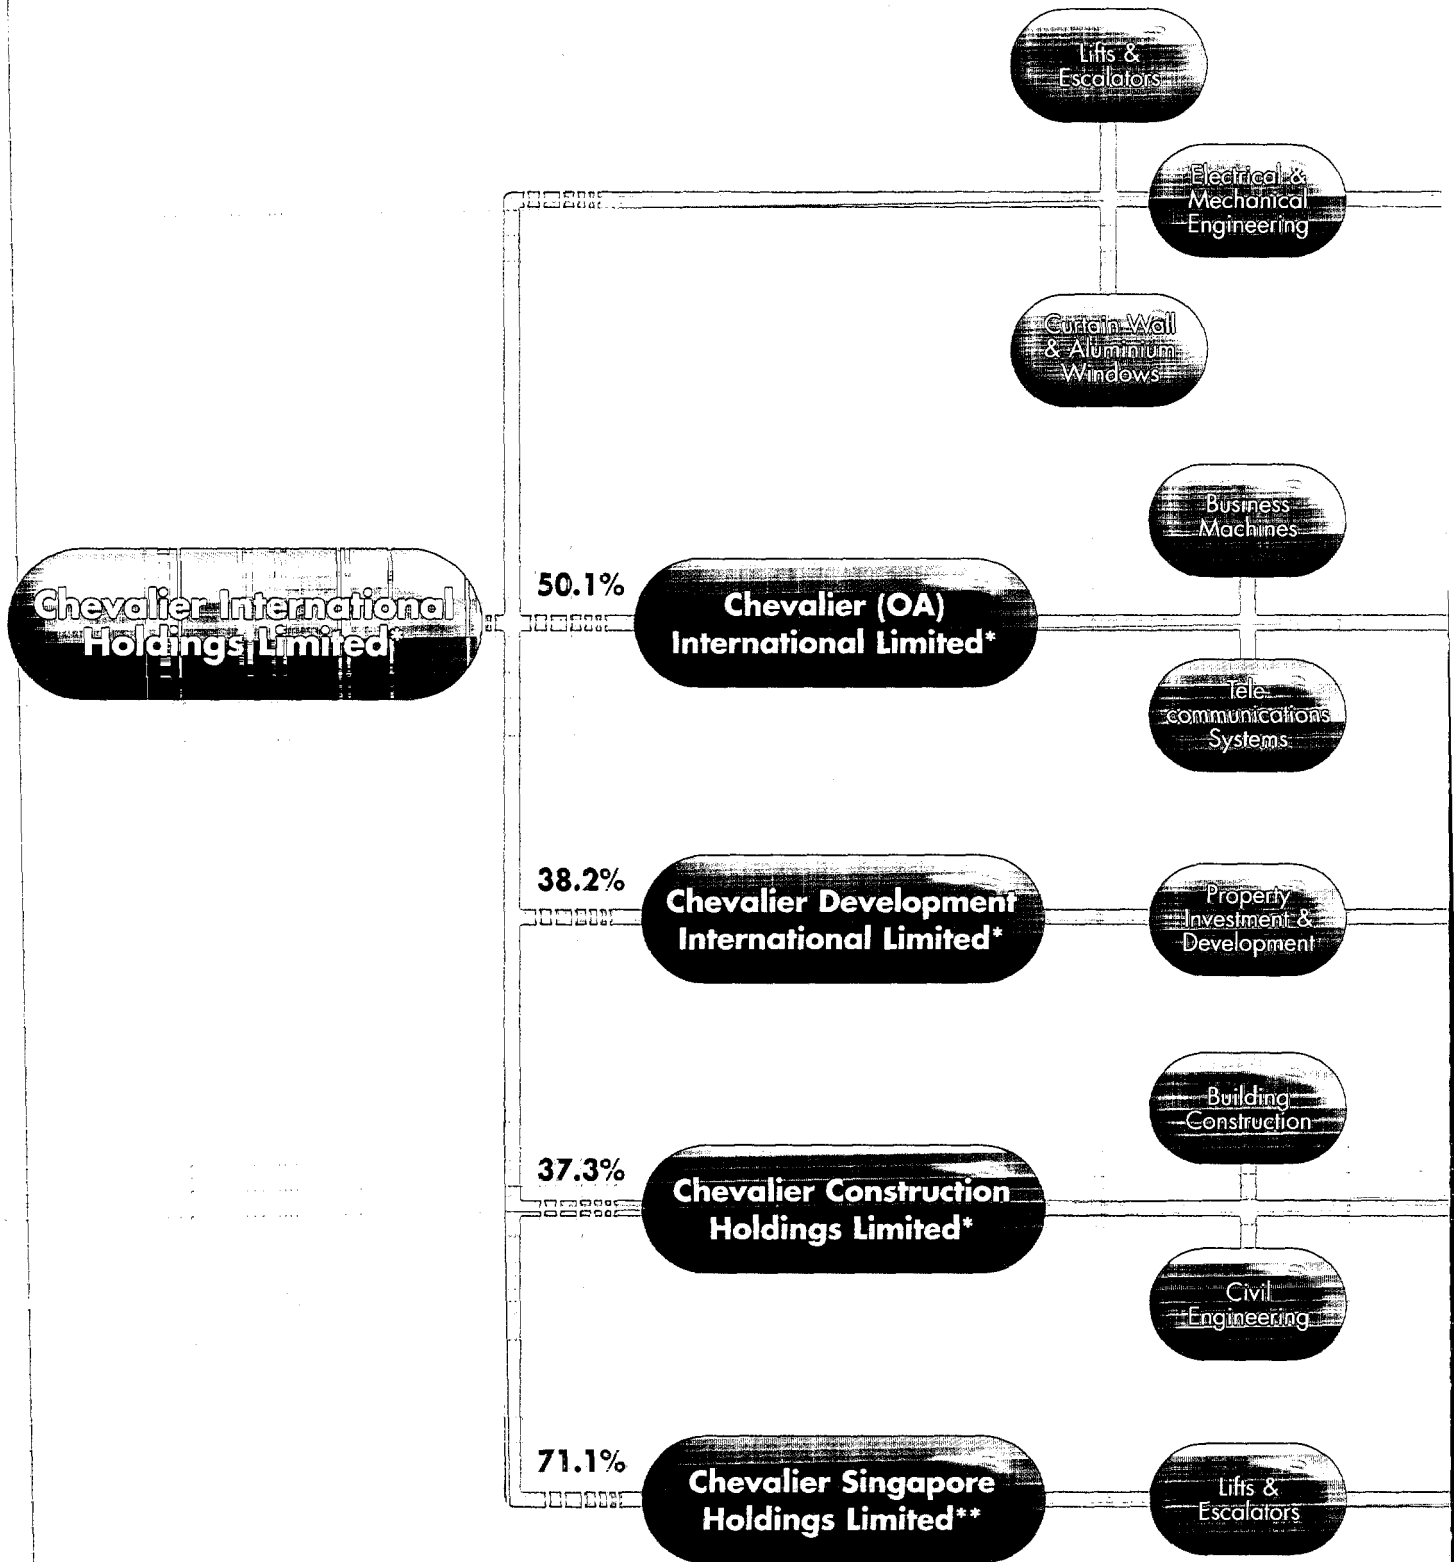 Lifts &
Escalators
Electrical &
Mechanical
Engineering
Curtain Wall
& Aluminium
Windows
Business
Machines
Chevalier International
Holdings Limited*
50.1%
Chevalier (OA)
International Limited*
Tele-
communications
Systems
38.2%
Chevalier Development
International Limited*
Property
Investment &
Development
Building
Construction
37.3%
Chevalier Construction
Holdings Limited*
Civil
Engineering
71.1%
Chevalier Singapore
Holdings Limited**
Lifts &
Escalators